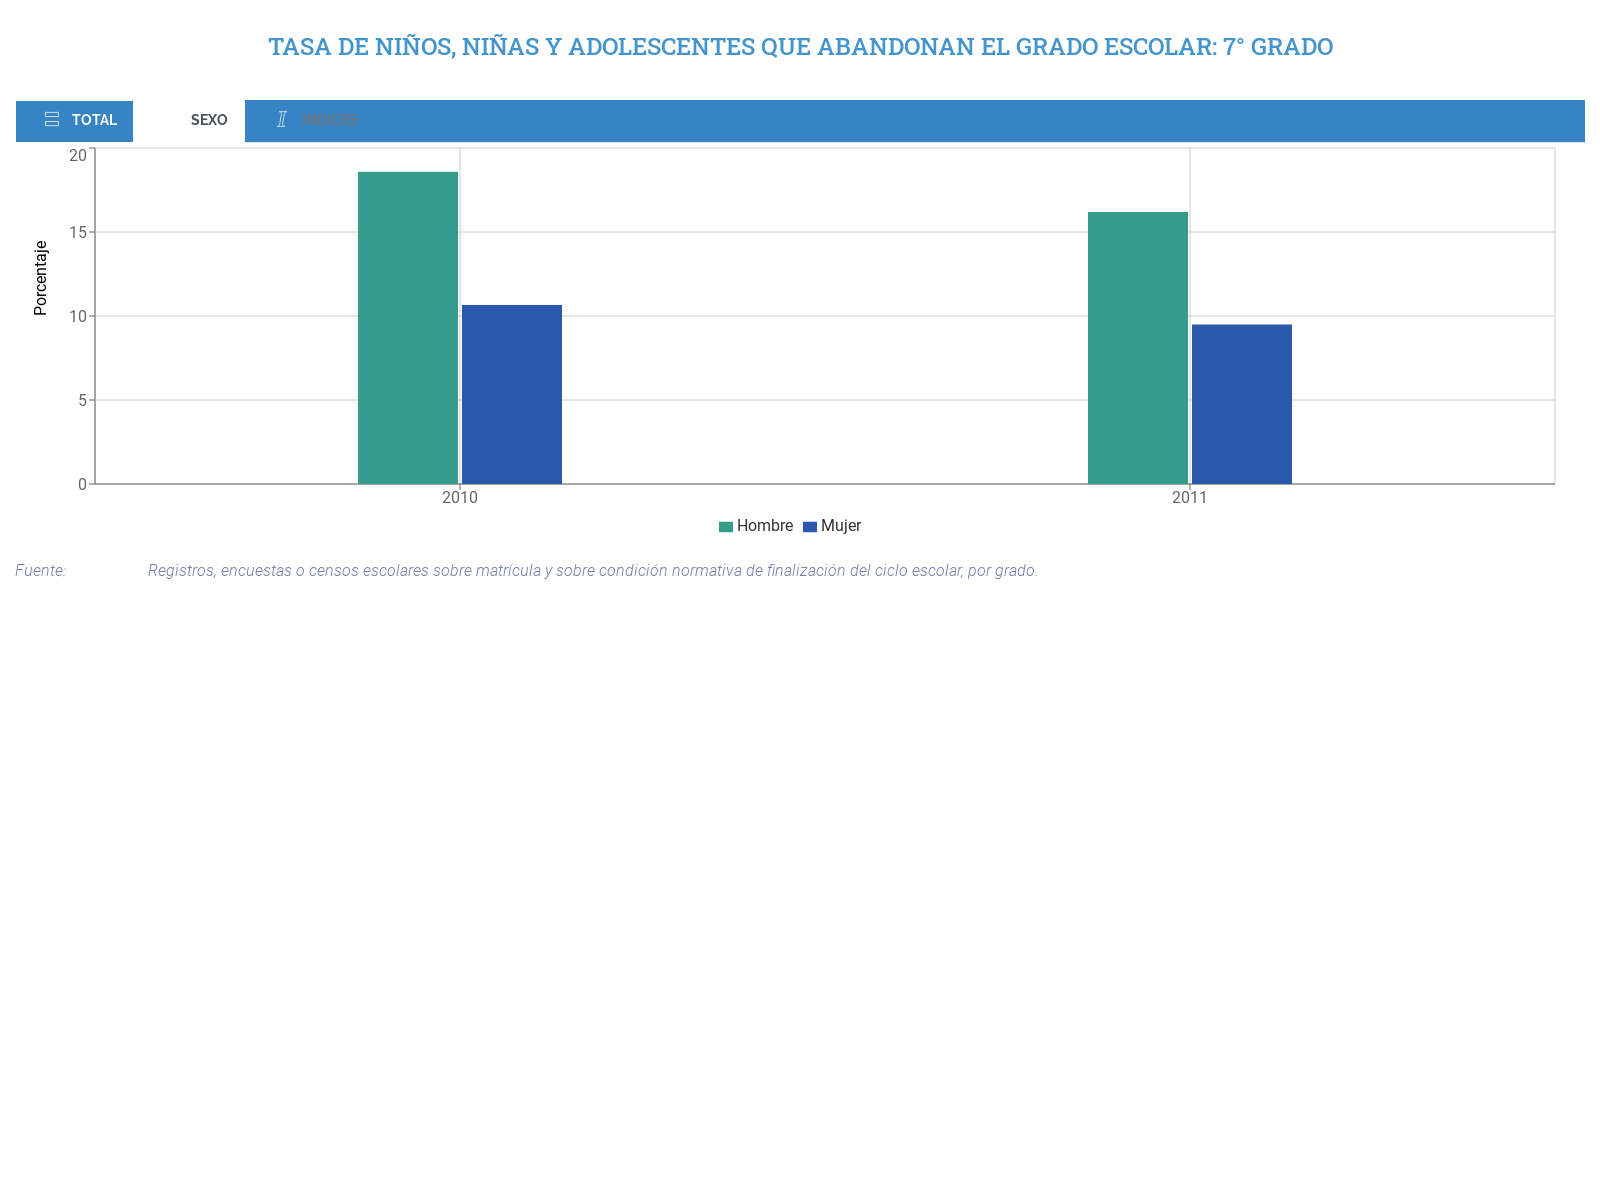 TASA DE NIÑOS, NIÑAS Y ADOLESCENTES QUE ABANDONAN EL GRADO ESCOLAR: 7° GRADO
TOTAL SEXO INDICES
20
15
10
5
0
Porcentaje
2010 2011
Hombre Mujer
Fuente: Registros, encuestas o censos escolares sobre matrícula y sobre condición normativa de finalización del ciclo escolar, por grado.